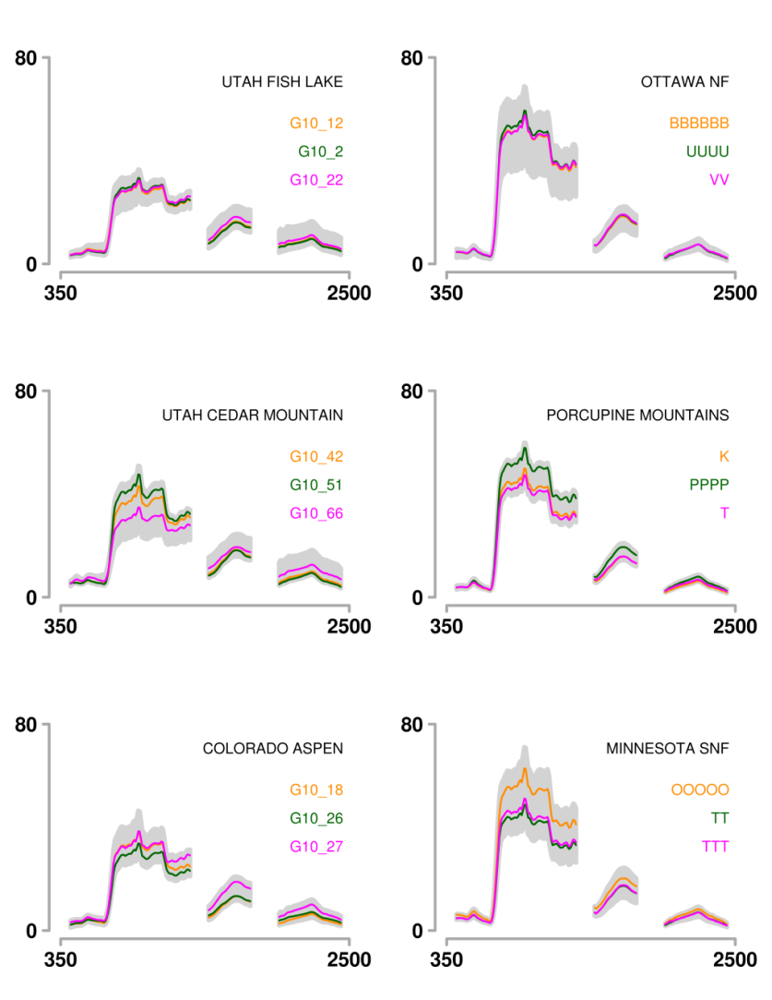 80
UTAH FISH LAKE
G10_12
G10_2
G10_22
0
350
2500
80
OTTAWA NF
BBBBBB
UUUU
VV
0
350
2500
80
UTAH CEDAR MOUNTAIN
G10_42
G10_51
G10_66
0
350
2500
80
PORCUPINE MOUNTAINS
K
PPPP
T
0
350
2500
80
COLORADO ASPEN
G10_18
G10_26
G10_27
0
350
2500
80
MINNESOTA SNF
OOOOO
TT
TTT
0
350
2500